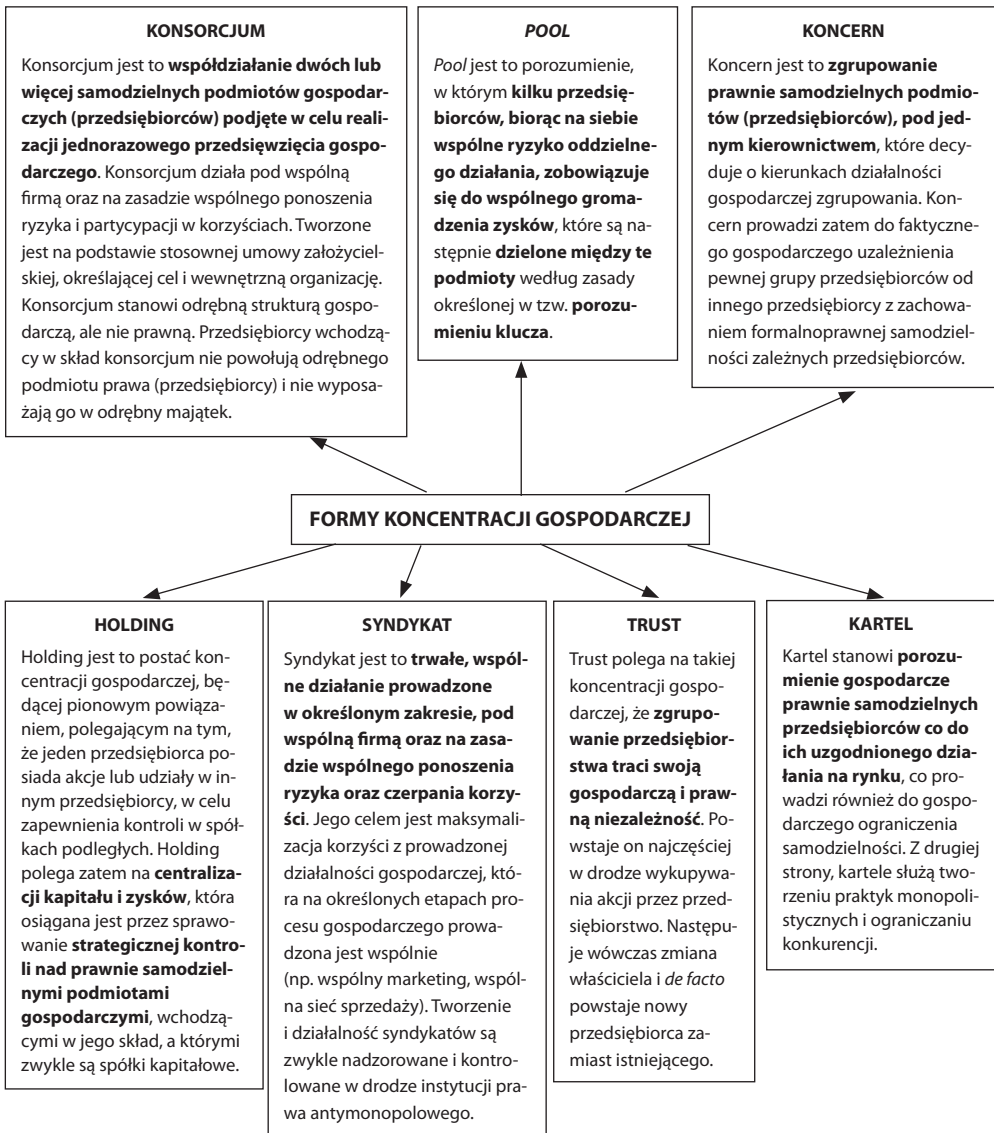 KONSORCJUM
Konsorcjum jest to współdziałanie dwóch lub
więcej samodzielnych podmiotów gospodar-
czych (przedsiębiorców) podjęte w celu reali-
zacji jednorazowego przedsięwzięcia gospo-
darczego. Konsorcjum działa pod wspólną
firmą oraz na zasadzie wspólnego ponoszenia
ryzyka i partycypacji w korzyściach. Tworzone
jest na podstawie stosownej umowy założyciel-
skiej, określającej cel i wewnętrzną organizację.
Konsorcjum stanowi odrębną strukturą gospo-
darczą, ale nie prawną. Przedsiębiorcy wchodzą-
cy w skład konsorcjum nie powołują odrębnego
podmiotu prawa (przedsiębiorcy) i nie wyposa-
żają go w odrębny majątek.
POOL
Pool jest to porozumienie,
w którym kilku przedsię-
biorców, biorąc na siebie
wspólne ryzyko oddzielne-
go działania, zobowiązuje
się do wspólnego groma-
dzenia zysków, które są na-
stępnie dzielone między te
podmioty według zasady
określonej w tzw. porozu-
mieniu klucza.
KONCERN
Koncern jest to zgrupowanie
prawnie samodzielnych podmio-
tów (przedsiębiorców), pod jed-
nym kierownictwem, które decy-
duje o kierunkach działalności
gospodarczej zgrupowania. Kon-
cern prowadzi zatem do faktyczne-
go gospodarczego uzależnienia
pewnej grupy przedsiębiorców od
innego przedsiębiorcy z zachowa-
niem formalnoprawnej samodziel-
ności zależnych przedsiębiorców.
FORMY KONCENTRACJI GOSPODARCZEJ
HOLDING
Holding jest to postać kon-
centracji gospodarczej, bę-
dącej pionowym powiąza-
niem, polegającym na tym,
że jeden przedsiębiorca po-
siada akcje lub udziały w in-
nym przedsiębiorcy, w celu
zapewnienia kontroli w spół-
kach podległych. Holding
polega zatem na centraliza-
cji kapitału i zysków, która
osiągana jest przez sprawo-
wanie strategicznej kontro-
li nad prawnie samodziel-
nymi podmiotami
gospodarczymi, wchodzą-
cymi w jego skład, a którymi
zwykle są spółki kapitałowe.
SYNDYKAT
Syndykat jest to trwałe, wspól-
ne działanie prowadzone
w określonym zakresie, pod
wspólną firmą oraz na zasa-
dzie wspólnego ponoszenia
ryzyka oraz czerpania korzy-
ści. Jego celem jest maksymali-
zacja korzyści z prowadzonej
działalności gospodarczej, któ-
ra na określonych etapach pro-
cesu gospodarczego prowa-
dzona jest wspólnie
(np. wspólny marketing, wspól-
na sieć sprzedaży). Tworzenie
i działalność syndykatów są
zwykle nadzorowane i kontro-
lowane w drodze instytucji pra-
wa antymonopolowego.
TRUST
Trust polega na takiej
koncentracji gospo-
darczej, że zgrupo-
wanie przedsiębior-
stwa traci swoją
gospodarczą i praw-
ną niezależność. Po-
wstaje on najczęściej
w drodze wykupywa-
nia akcji przez przed-
siębiorstwo. Następu-
je wówczas zmiana
właściciela i de facto
powstaje nowy
przedsiębiorca za-
miast istniejącego.
KARTEL
Kartel stanowi porozu-
mienie gospodarcze
prawnie samodzielnych
przedsiębiorców co do
ich uzgodnionego dzia-
łania na rynku, co pro-
wadzi również do gospo-
darczego ograniczenia
samodzielności. Z drugiej
strony, kartele służą two-
rzeniu praktyk monopoli-
stycznych i ograniczaniu
konkurencji.